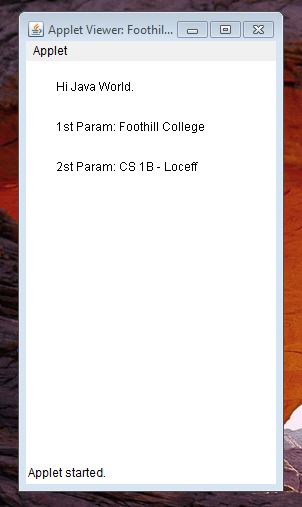 Applet Viewer: Foothil...
Applet
Hi Java World.
1st Param: Foothill College
2st Param: CS 1B - Loceff
Applet started.